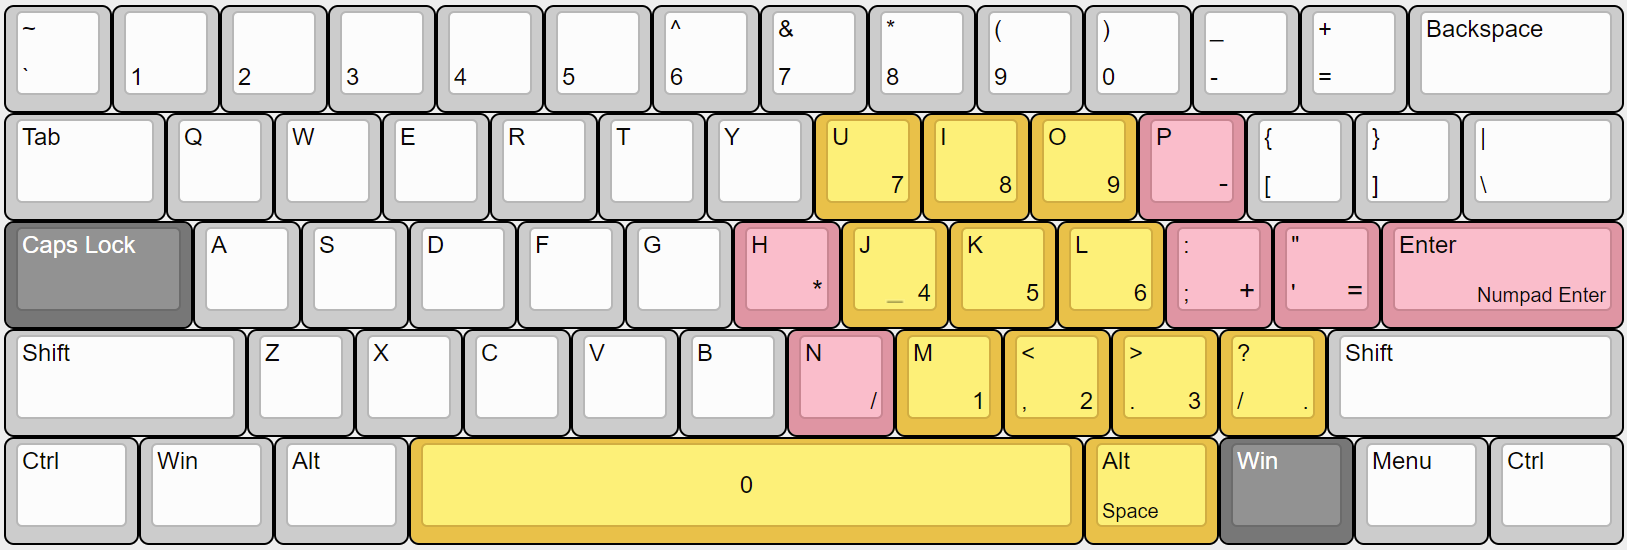 ~ ^ & * ( ) _ + Backspace
` 1 2 3 4 5 6 7 8 9 0 - =
Tab Q W E R T Y U I O P { } |
7 8 9 - [ ] \
Caps Lock A S D F G H J K L : " Enter
* _ 4 5 6 ; + ' = Numpad Enter
Shift Z X C V B N M < > ? Shift
/ 1 , 2 . 3 / .
Ctrl Win Alt Alt Win Menu Ctrl
0
Space